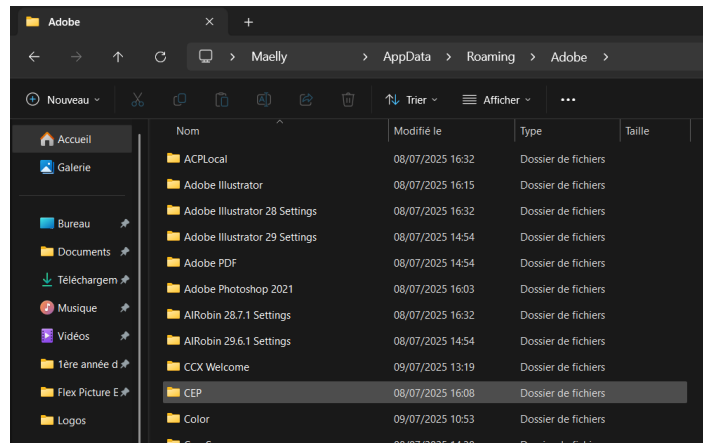 Adobe
Maelly > AppData > Roaming > Adobe >
Nouveau
Trier
Afficher
Nom Modifié le Type Taille
Accueil
Galerie
Bureau
Documents
Téléchargem
Musique
Vidéos
1ère année d
Flex Picture E
Logos
ACPLocal 08/07/2025 16:32 Dossier de fichiers
Adobe Illustrator 08/07/2025 16:15 Dossier de fichiers
Adobe Illustrator 28 Settings 08/07/2025 16:32 Dossier de fichiers
Adobe Illustrator 29 Settings 08/07/2025 14:54 Dossier de fichiers
Adobe PDF 08/07/2025 14:54 Dossier de fichiers
Adobe Photoshop 2021 08/07/2025 16:03 Dossier de fichiers
AIRobin 28.7.1 Settings 08/07/2025 16:32 Dossier de fichiers
AIRobin 29.6.1 Settings 08/07/2025 14:54 Dossier de fichiers
CCX Welcome 09/07/2025 13:19 Dossier de fichiers
CEP 08/07/2025 16:08 Dossier de fichiers
Color 09/07/2025 10:53 Dossier de fichiers